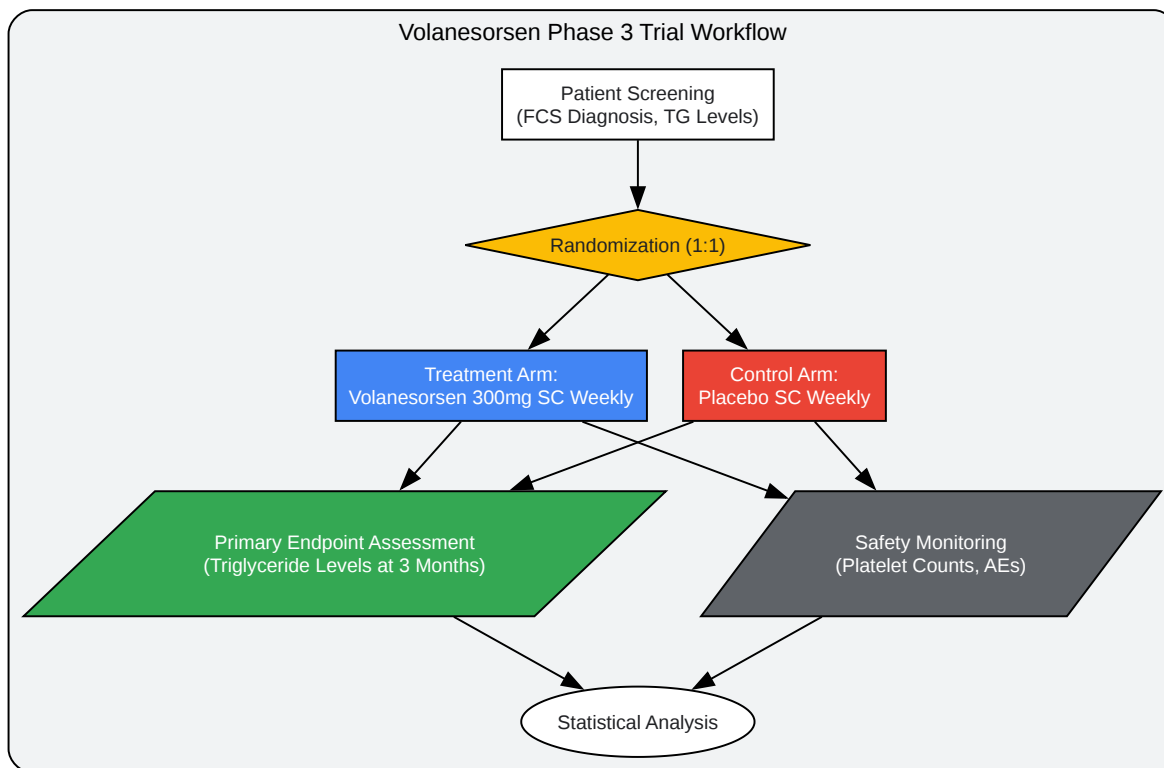 Volanesorsen Phase 3 Trial Workflow
Patient Screening
(FCS Diagnosis, TG Levels)
Randomization (1:1)
Treatment Arm:
Volanesorsen 300mg SC Weekly
Control Arm:
Placebo SC Weekly
Primary Endpoint Assessment
(Triglyceride Levels at 3 Months)
Safety Monitoring
(Platelet Counts, AEs)
Statistical Analysis